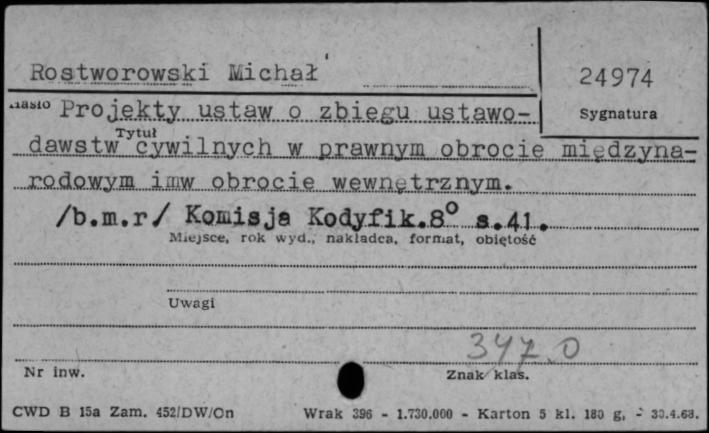 Rostworowski Michał
24974
Hasło
Sygnatura
Projekty ustaw o zbiegu ustawo-
Tytuł
dawstw cywilnych w prawnym obrocie międzyna-
rodowym imw obrocie wewnętrznym.
/b.m.r/ Komisja Kodyfik.8° s.41.
Miejsce, rok wyd., nakładca, format, objętość
Uwagi
347.0
Nr inw.
Znak klas.
CWD B 15a Zam. 452/DW/On Wrak 396 - 1.730.000 - Karton 5 kl. 180 g, - 30.4.68.